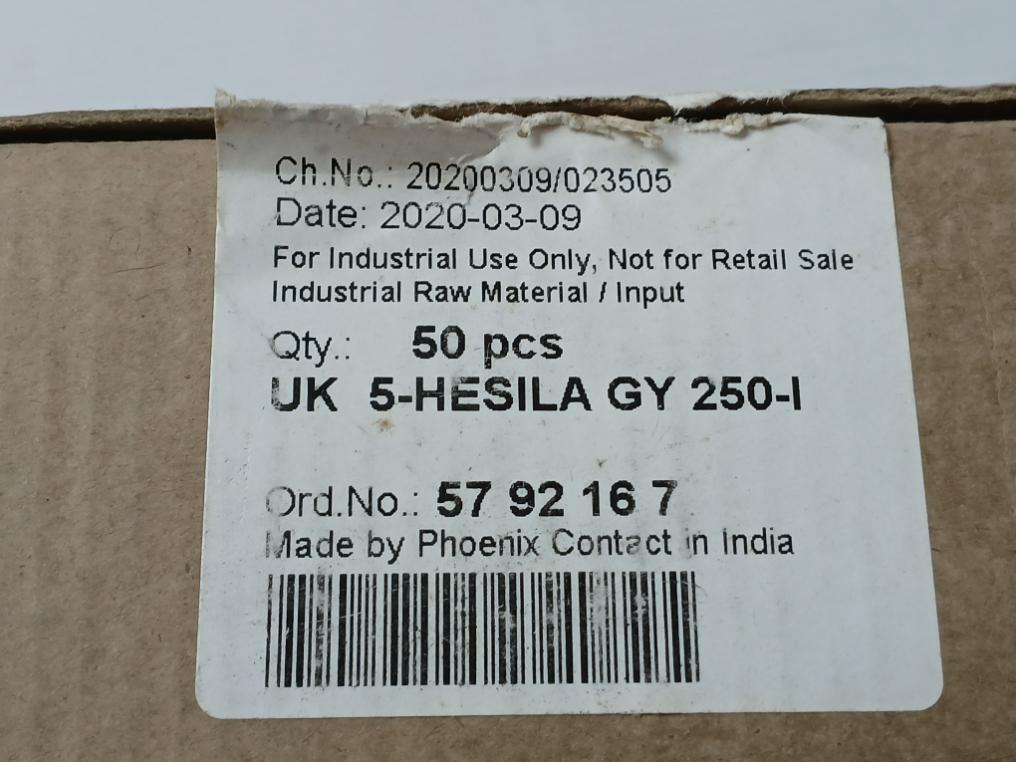 Ch.No.: 20200309/023505
Date: 2020-03-09
For Industrial Use Only, Not for Retail Sale
Industrial Raw Material / Input
Qty.: 50 pcs
UK 5-HESILA GY 250-I
Ord.No.: 57 92 16 7
Made by Phoenix Contact in India